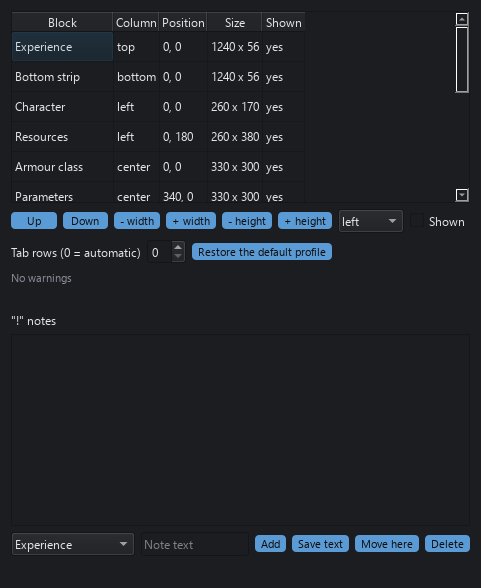 Block Column Position Size Shown
Experience top 0, 0 1240 x 56 yes
Bottom strip bottom 0, 0 1240 x 56 yes
Character left 0, 0 260 x 170 yes
Resources left 0, 180 260 x 380 yes
Armour class center 0, 0 330 x 300 yes
Parameters center 340, 0 330 x 300 yes
Up Down - width + width - height + height left Shown
Tab rows (0 = automatic) 0 Restore the default profile
No warnings
"!" notes
Experience Note text Add Save text Move here Delete